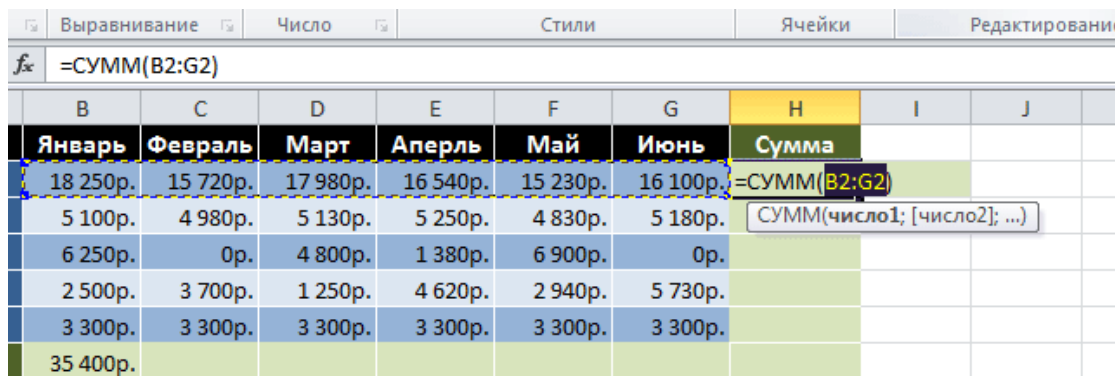 Выравнивание Число Стили Ячейки Редактировани
fx =СУММ(B2:G2)
B C D E F G H I J
Январь Февраль Март Аперль Май Июнь Сумма
18 250р. 15 720р. 17 980р. 16 540р. 15 230р. 16 100р. =СУММ(B2:G2)
5 100р. 4 980р. 5 130р. 5 250р. 4 830р. 5 180р. СУММ(число1; [число2]; ...)
6 250р. 0р. 4 800р. 1 380р. 6 900р. 0р.
2 500р. 3 700р. 1 250р. 4 620р. 2 940р. 5 730р.
3 300р. 3 300р. 3 300р. 3 300р. 3 300р. 3 300р.
35 400р.